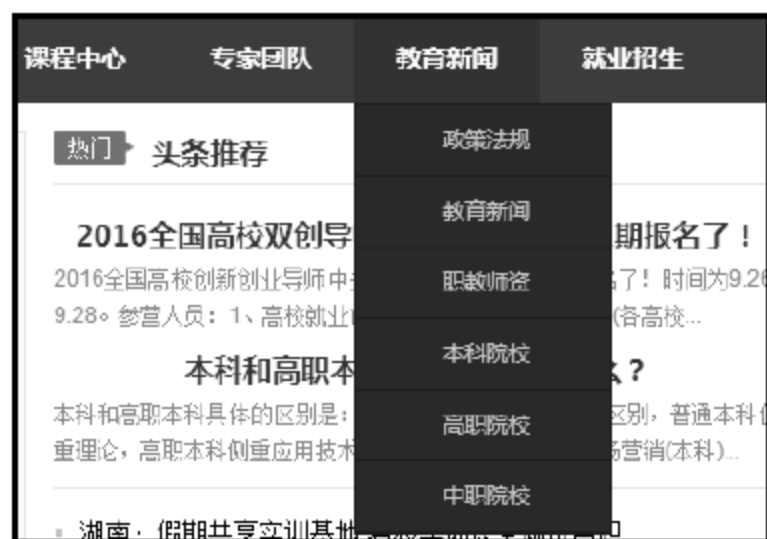 课程中心 专家团队 教育新闻 就业招生
热门 头条推荐
政策法规
教育新闻
职教师资
本科院校
高职院校
中职院校
2016全国高校双创导 期报名了！
2016全国高校创新创业导师中 了！时间为9.26
9.28。参营人员：1、高校就业 (各高校...
本科和高职本 么？
本科和高职本科具体的区别是： 区别，普通本科
重理论，高职本科侧重应用技术 营销(本科)...
湖南：假期共享实训基地